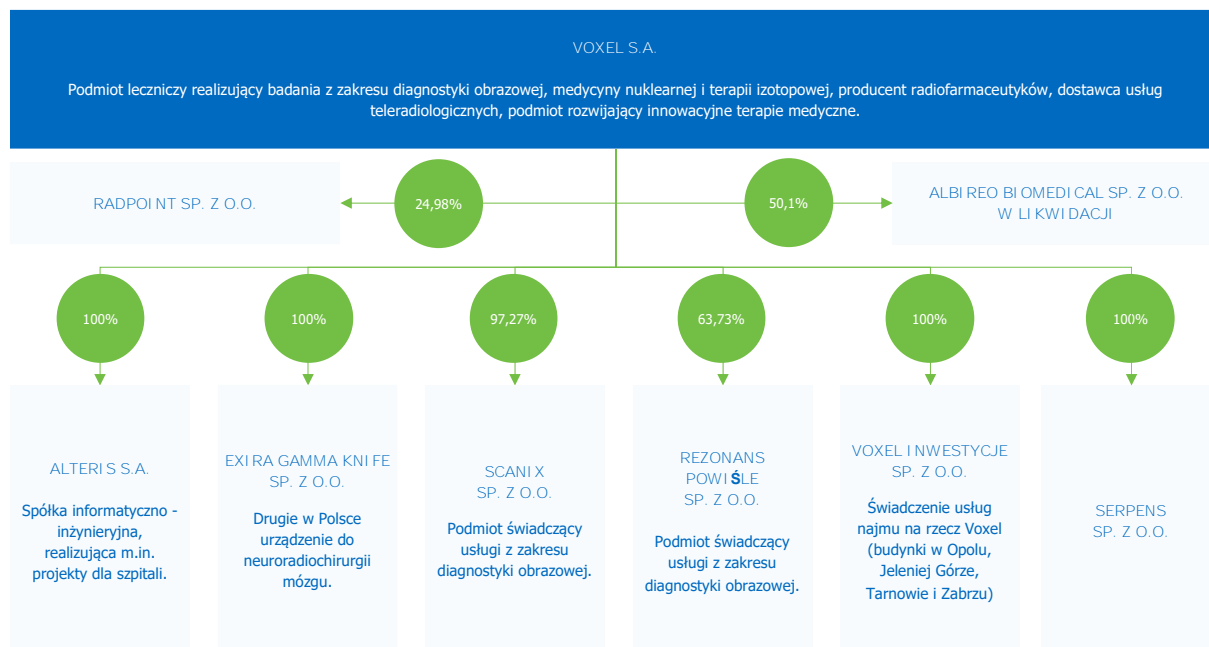 VOXEL S.A.
Podmiot leczniczy realizujący badania z zakresu diagnostyki obrazowej, medycyny nuklearnej i terapii izotopowej, producent radiofarmaceutyków, dostawca usług
teleradiologicznych, podmiot rozwijający innowacyjne terapie medyczne.
RADPOINT SP. Z O.O.
24,98%
50,1%
ALBIREO BIOMEDICAL SP. Z O.O.
W LIKWIDACJI
100%
100%
97,27%
63,73%
100%
100%
ALTERIS S.A.
Spółka informatyczno -
inżynieryjna,
realizująca m.in.
projekty dla szpitali.
EXIRA GAMMA KNIFE
SP. Z O.O.
Drugie w Polsce
urządzenie do
neuroradiochirurgii
mózgu.
SCANIX
SP. Z O.O.
Podmiot świadczący
usługi z zakresu
diagnostyki obrazowej.
REZONANS
POWIŚLE
SP. Z O.O.
Podmiot świadczący
usługi z zakresu
diagnostyki obrazowej.
VOXEL INWESTYCJE
SP. Z O.O.
Świadczenie usług
najmu na rzecz Voxel
(budynki w Opolu,
Jeleniej Górze,
Tarnowie i Zabrzu)
SERPENS
SP. Z O.O.